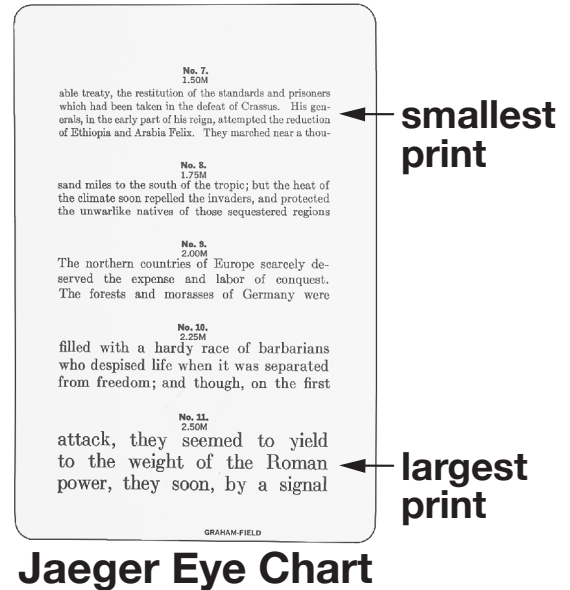 No. 7.
1.50M
able treaty, the restitution of the standards and prisoners
which had been taken in the defeat of Crassus. His gen-
erals, in the early part of his reign, attempted the reduction
of Ethiopia and Arabia Felix. They marched near a thou-
smallest
print
No. 8.
1.75M
sand miles to the south of the tropic; but the heat of
the climate soon repelled the invaders, and protected
the unwarlike natives of those sequestered regions
No. 9.
2.00M
The northern countries of Europe scarcely de-
served the expense and labor of conquest.
The forests and morasses of Germany were
No. 10.
2.25M
filled with a hardy race of barbarians
who despised life when it was separated
from freedom; and though, on the first
No. 11.
2.50M
attack, they seemed to yield
to the weight of the Roman
power, they soon, by a signal
largest
print
GRAHAM-FIELD
Jaeger Eye Chart